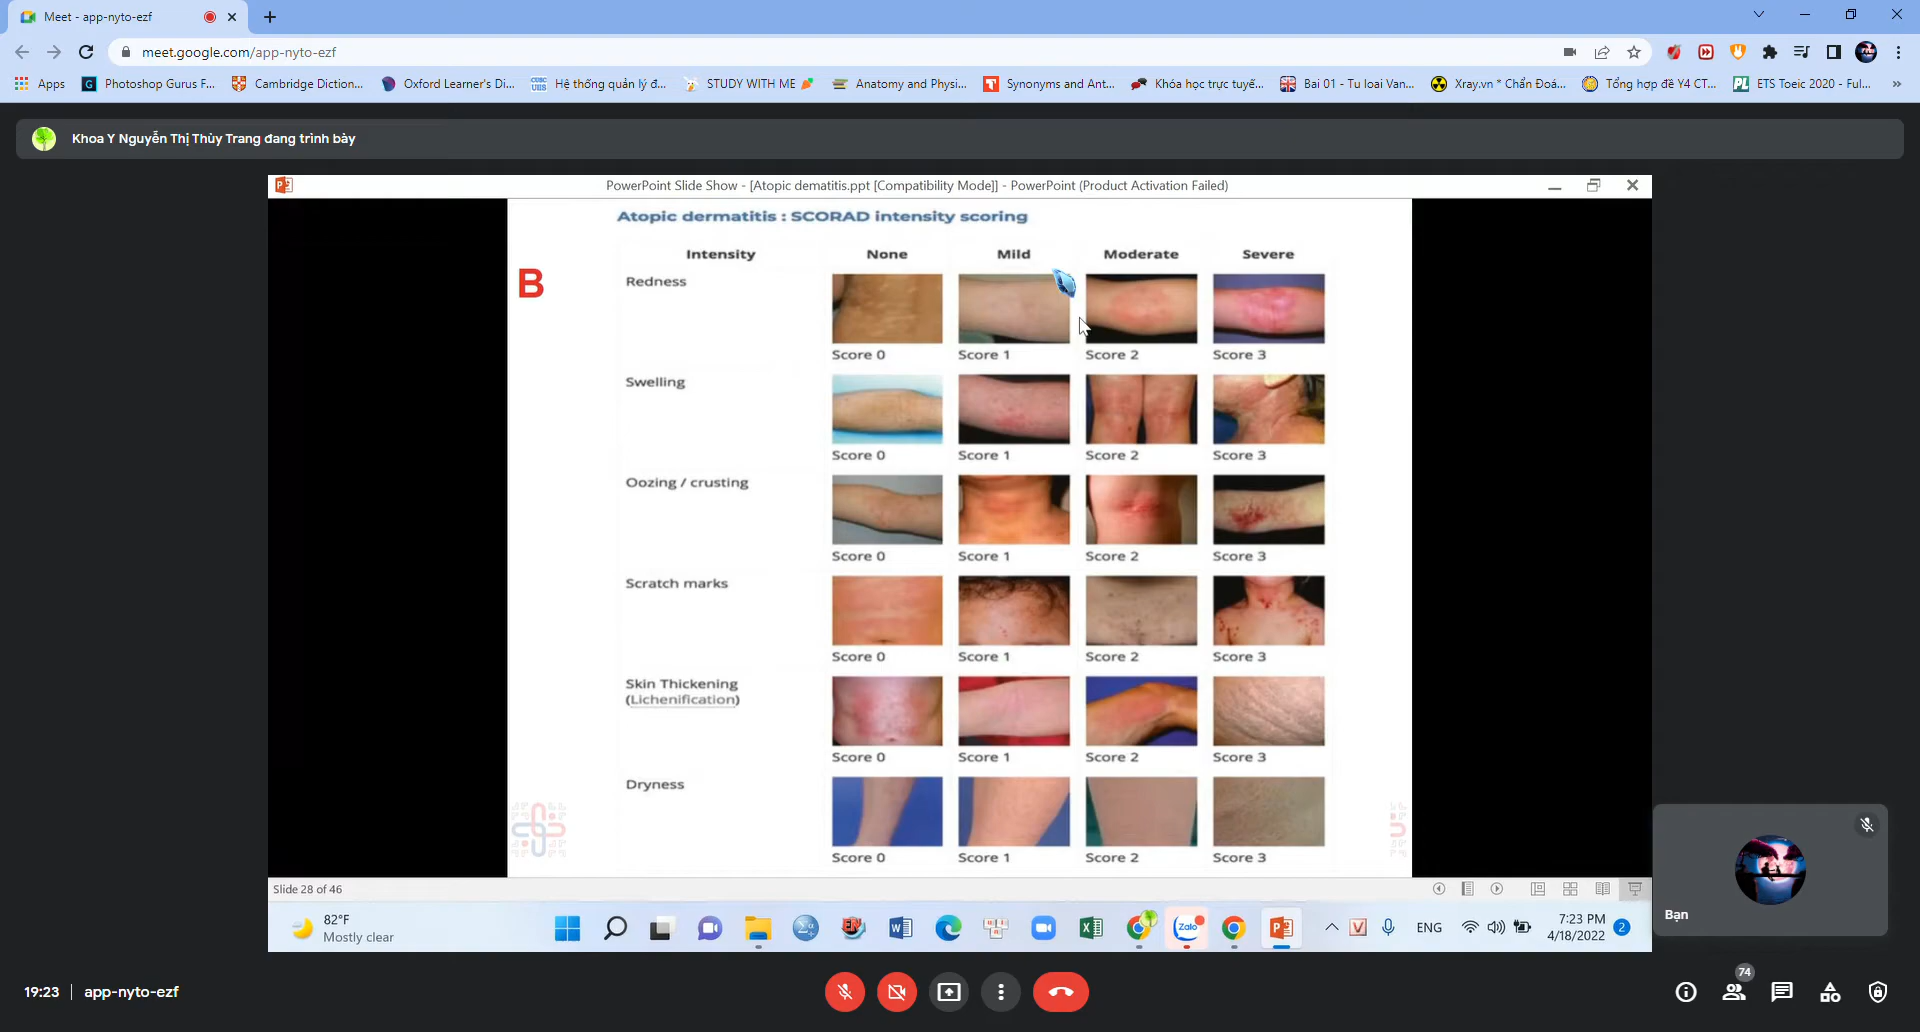 Meet - app-nyto-ezf
meet.google.com/app-nyto-ezf
Apps
Photoshop Gurus F...
Cambridge Diction...
Oxford Learner's Di...
Hệ thống quản lý đ...
STUDY WITH ME
Anatomy and Physi...
Synonyms and Ant...
Khóa học trực tuyế...
Bai 01 - Tu loai Van...
Xray.vn * Chẩn Đoá...
Tổng hợp đề Y4 CT...
ETS Toeic 2020 - Ful...
Khoa Y Nguyễn Thị Thùy Trang đang trình bày
PowerPoint Slide Show - [Atopic dematitis.ppt [Compatibility Mode]] - PowerPoint (Product Activation Failed)
Atopic dermatitis : SCORAD intensity scoring
Intensity None Mild Moderate Severe
B
Redness
Score 0 Score 1 Score 2 Score 3
Swelling
Score 0 Score 1 Score 2 Score 3
Oozing / crusting
Score 0 Score 1 Score 2 Score 3
Scratch marks
Score 0 Score 1 Score 2 Score 3
Skin Thickening
(Lichenification)
Score 0 Score 1 Score 2 Score 3
Dryness
Score 0 Score 1 Score 2 Score 3
Slide 28 of 46
82°F
Mostly clear
Zalo
ENG
7:23 PM
4/18/2022
2
Bạn
19:23 | app-nyto-ezf
74